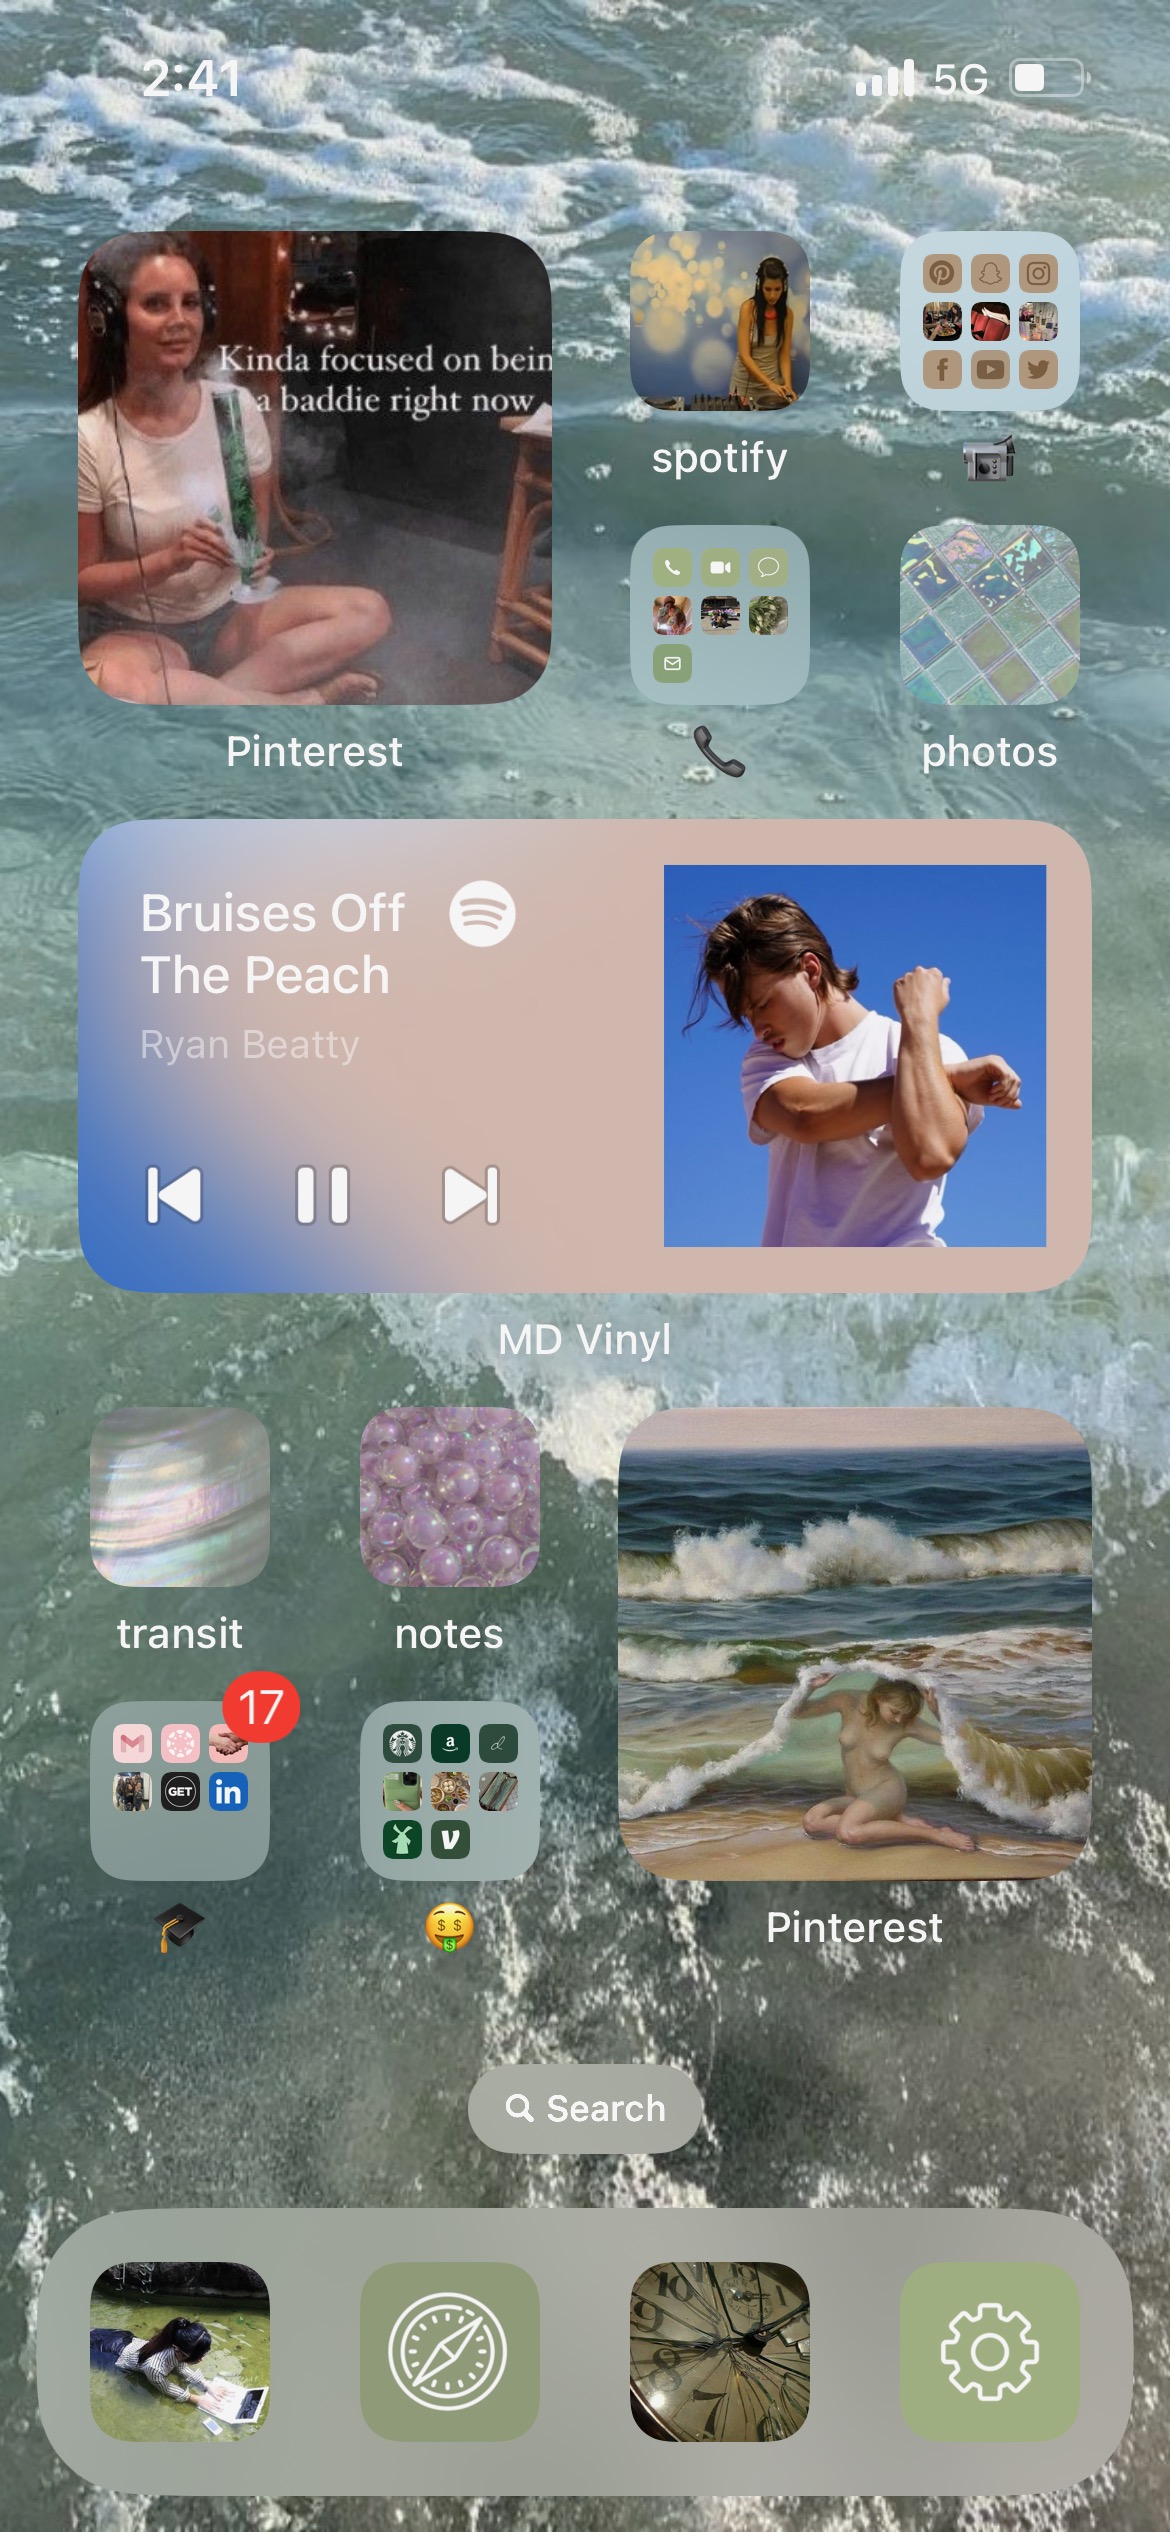 2:41
5G
Kinda focused on bein
a baddie right now
spotify
Pinterest
photos
Bruises Off
The Peach
Ryan Beatty
MD Vinyl
transit
notes
17
GET
in
a
Pinterest
Search